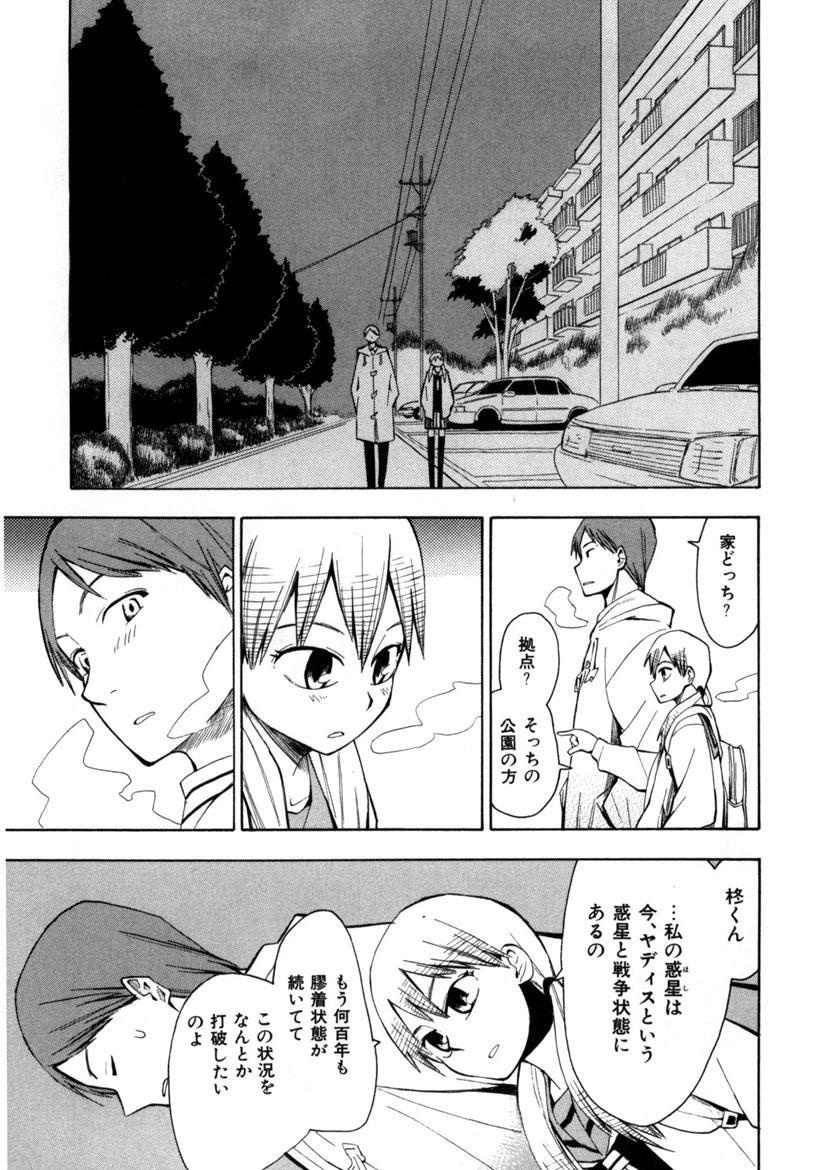 家どっち?
拠点?
そっちの
公園の方
柊くん
…私の惑星は
ほし
今、ヤディスという
惑星と戦争状態に
あるの
もう何百年も
膠着状態が
続いてて
この状況を
なんとか
打破したい
のよ